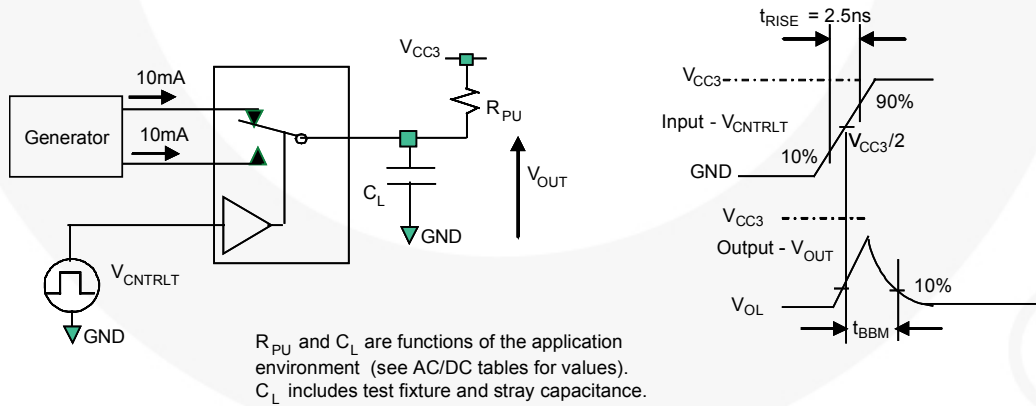 t_RISE = 2.5ns
V_CC3
10mA
R_PU
Generator
10mA
C_L
V_OUT
GND
V_CNTRLT
GND
V_CC3
90%
Input - V_CNTRLT
V_CC3/2
10%
GND
V_CC3
Output - V_OUT
10%
V_OL
t_BBM
R_PU and C_L are functions of the application
environment (see AC/DC tables for values).
C_L includes test fixture and stray capacitance.